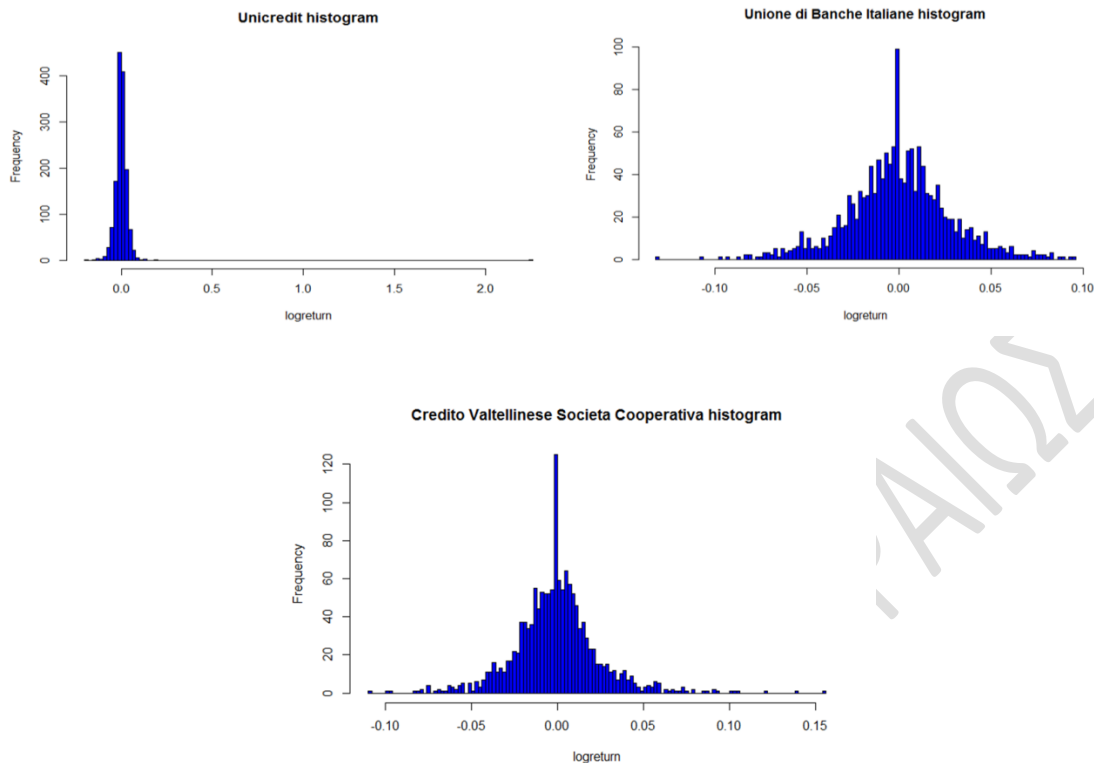 Unicredit histogram
Frequency
400
300
200
100
0
0.0 0.5 1.0 1.5 2.0
logreturn
Unione di Banche Italiane histogram
Frequency
100
80
60
40
20
0
-0.10 -0.05 0.00 0.05 0.10
logreturn
Credito Valtellinese Societa Cooperativa histogram
Frequency
120
100
80
60
40
20
0
-0.10 -0.05 0.00 0.05 0.10 0.15
logreturn
ΡΑΙΩΣ